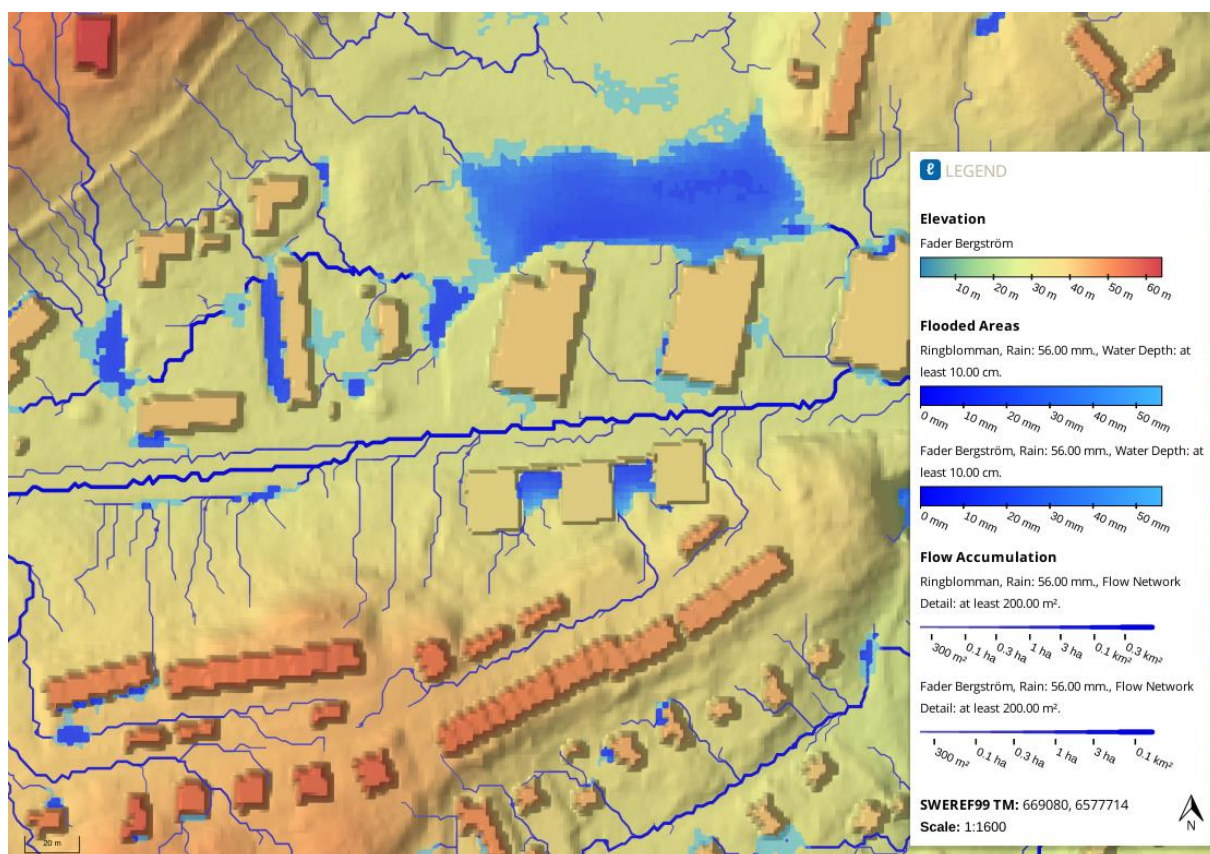 LEGEND
Elevation
Fader Bergström
10 m 20 m 30 m 40 m 50 m 60 m
Flooded Areas
Ringblomman, Rain: 56.00 mm., Water Depth: at
least 10.00 cm.
0 mm 10 mm 20 mm 30 mm 40 mm 50 mm
Fader Bergström, Rain: 56.00 mm., Water Depth: at
least 10.00 cm.
0 mm 10 mm 20 mm 30 mm 40 mm 50 mm
Flow Accumulation
Ringblomman, Rain: 56.00 mm., Flow Network
Detail: at least 200.00 m².
300 m² 0.1 ha 0.3 ha 1 ha 3 ha 0.1 km² 0.3 km²
Fader Bergström, Rain: 56.00 mm., Flow Network
Detail: at least 200.00 m².
300 m² 0.1 ha 0.3 ha 1 ha 3 ha 0.1 km²
SWEREF99 TM: 669080, 6577714
Scale: 1:1600
N
20 m